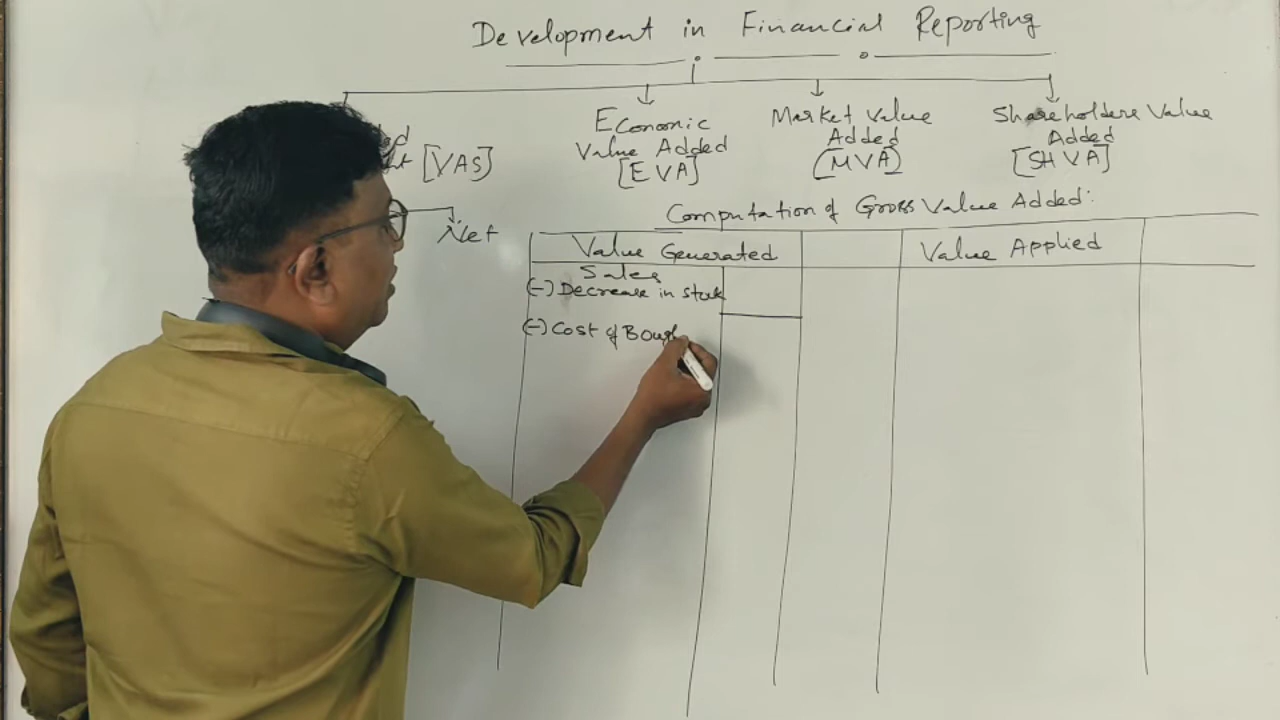 Development in Financial Reporting
[VAS]
Net
Economic
Value Added
[EVA]
Market Value
Added
(MVA)
Shareholders Value
Added
[SHVA]
Computation of Gross Value Added:
Value Generated
Value Applied
Sales
(-) Decrease in stock
(-) Cost of Bough